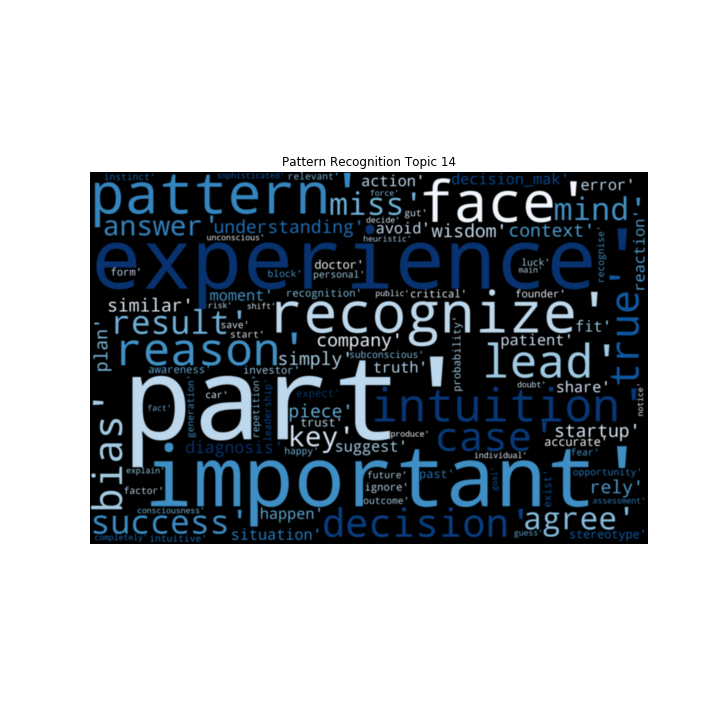 Pattern Recognition Topic 14
instinct' sophisticated' relevant' action' decision_mak' error'
pattern' miss' force' face' mind'
decide' gut'
answer' understanding' avoid' wisdom' context' reaction'
unconscious' heuristic' recognise'
experience' true'
form' block' doctor' personal' luck' main'
moment' recognition' public' critical' founder'
similar' risk' shift' recognize'
result' save' start' fit'
plan' reason' company' probability' patient'
simply' subconscious' lead'
awareness' investor' truth'
part' doubt' share' notice'
fact' generation' car' repetition' leadership' expect intuition'
bias' piece' trust' key' produce' case' startup'
diagnosis' happy' suggest' individual' accurate' fear'
explain' important' future' past' goal' exist' opportunity'
factor' ignore' outcome' rely' assessment'
consciousness' happen'
success' decision' agree'
completely' intuitive' situation' guess' stereotype'